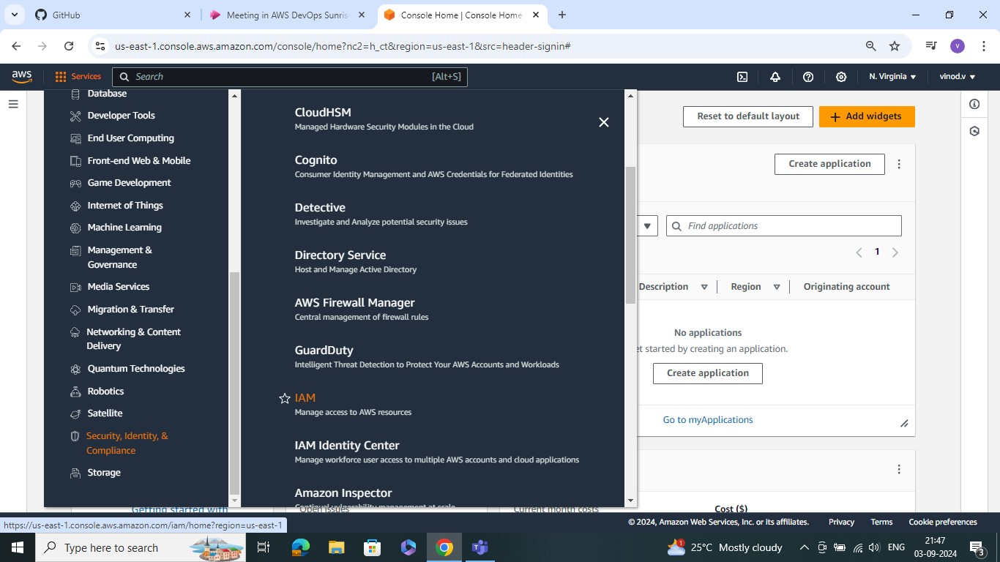 GitHub
Meeting in AWS DevOps Sunris
Console Home | Console Home
us-east-1.console.aws.amazon.com/console/home?nc2=h_ct&region=us-east-1&src=header-signin#
V
aws
Services
Search
[Alt+S]
N. Virginia
vinod.v
Database
Developer Tools
End User Computing
Front-end Web & Mobile
Game Development
Internet of Things
Machine Learning
Management &
Governance
Media Services
Migration & Transfer
Networking & Content
Delivery
Quantum Technologies
Robotics
Satellite
Security, Identity, &
Compliance
Storage
CloudHSM
Managed Hardware Security Modules in the Cloud
Cognito
Consumer Identity Management and AWS Credentials for Federated Identities
Detective
Investigate and Analyze potential security issues
Directory Service
Host and Manage Active Directory
AWS Firewall Manager
Central management of firewall rules
GuardDuty
Intelligent Threat Detection to Protect Your AWS Accounts and Workloads
IAM
Manage access to AWS resources
IAM Identity Center
Manage workforce user access to multiple AWS accounts and cloud applications
Amazon Inspector
Continual vulnerability management at scale
Reset to default layout
Add widgets
Create application
Find applications
1
Description
Region
Originating account
No applications
et started by creating an application.
Create application
Go to myApplications
Getting started with
Open issues
Current month costs
Cost ($)
https://us-east-1.console.aws.amazon.com/iam/home?region=us-east-1
© 2024, Amazon Web Services, Inc. or its affiliates.
Privacy
Terms
Cookie preferences
Type here to search
1
25°C Mostly cloudy
ENG
21:47
03-09-2024
3